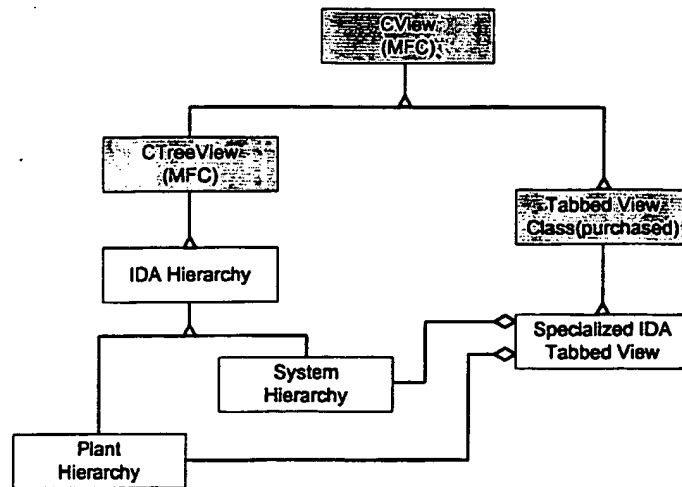 CView
(MFC)
CTreeView
(MFC)
Tabbed View
Class(purchased)
IDA Hierarchy
Specialized IDA
Tabbed View
System
Hierarchy
Plant
Hierarchy